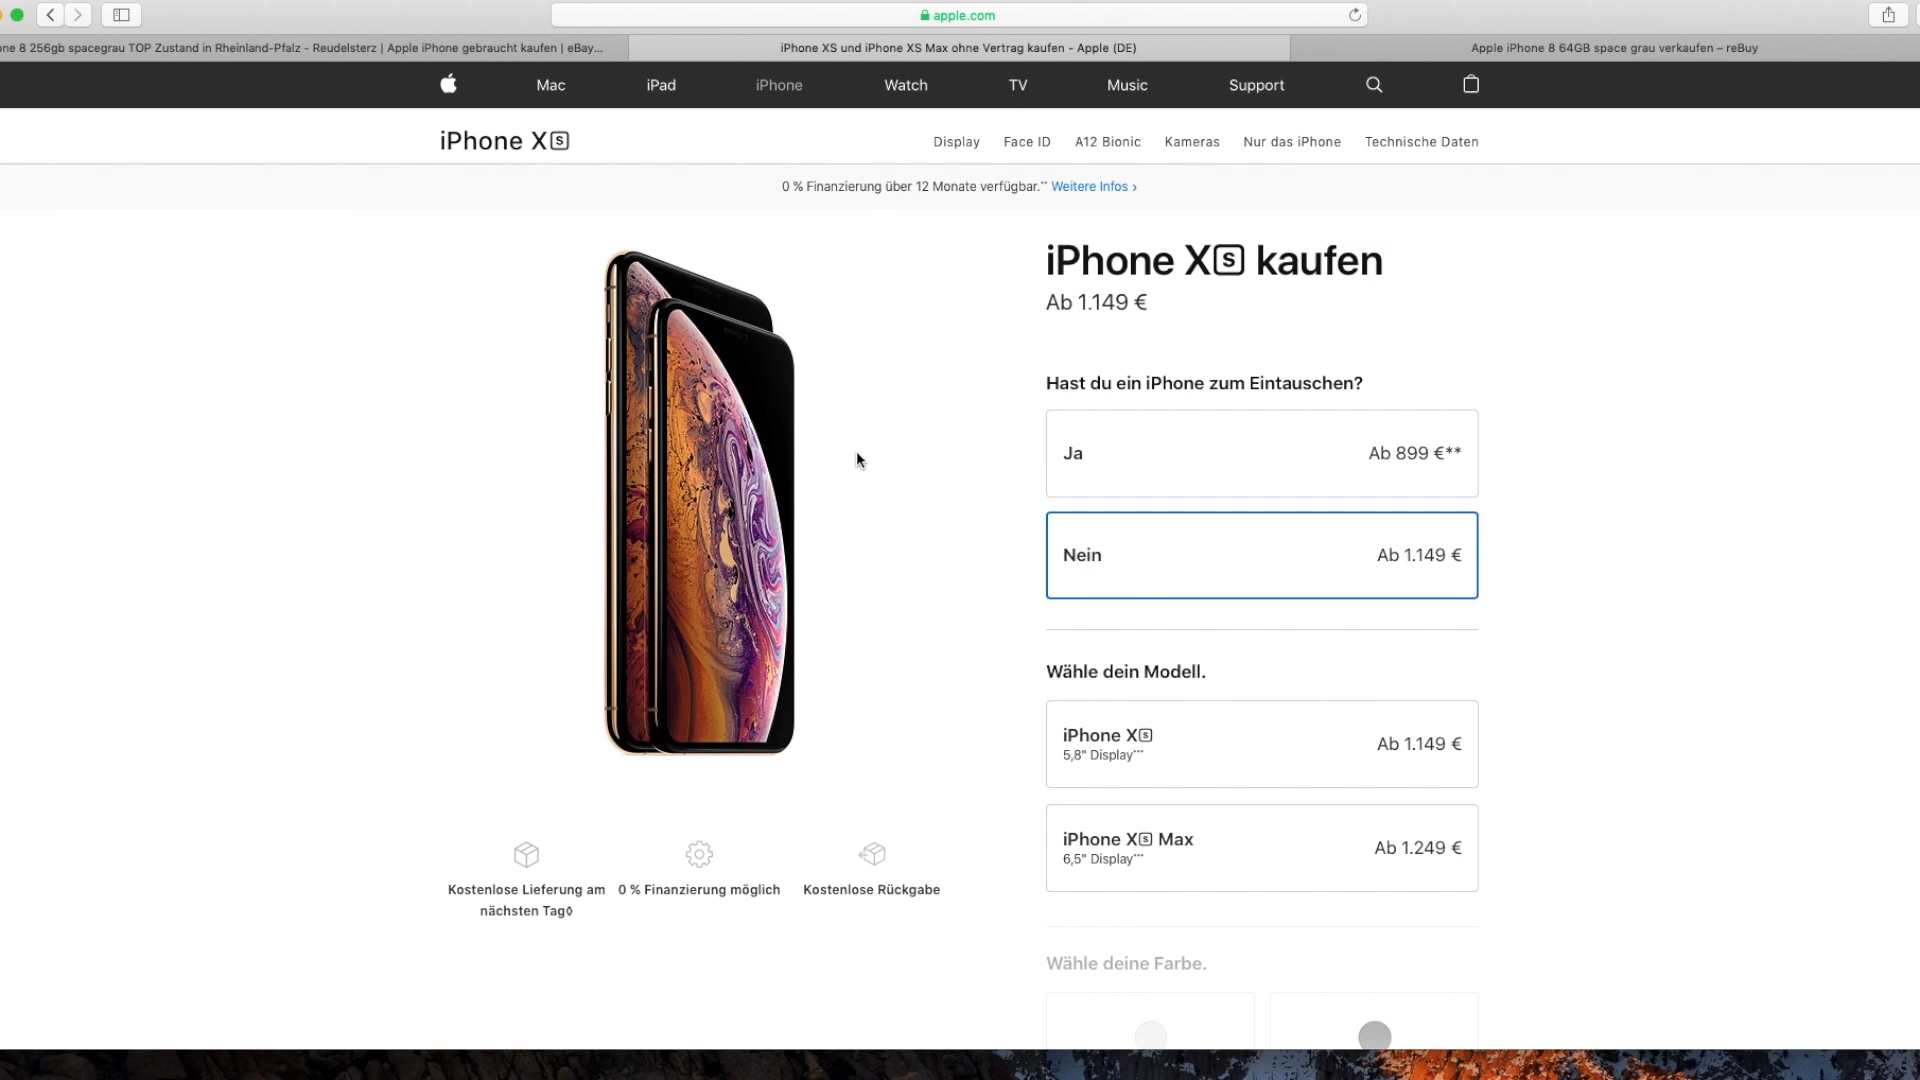 apple.com
ne 8 256gb spacegrau TOP Zustand in Rheinland-Pfalz - Reudelsterz | Apple iPhone gebraucht kaufen | eBay...
iPhone XS und iPhone XS Max ohne Vertrag kaufen - Apple (DE)
Apple iPhone 8 64GB space grau verkaufen – reBuy
Mac iPad iPhone Watch TV Music Support
iPhone XS
Display Face ID A12 Bionic Kameras Nur das iPhone Technische Daten
0 % Finanzierung über 12 Monate verfügbar.** Weitere Infos ›
iPhone XS kaufen
Ab 1.149 €
Hast du ein iPhone zum Eintauschen?
Ja Ab 899 €**
Nein Ab 1.149 €
Wähle dein Modell.
iPhone XS
5,8" Display***
Ab 1.149 €
iPhone XS Max
6,5" Display***
Ab 1.249 €
Kostenlose Lieferung am
nächsten Tag◊
0 % Finanzierung möglich
Kostenlose Rückgabe
Wähle deine Farbe.